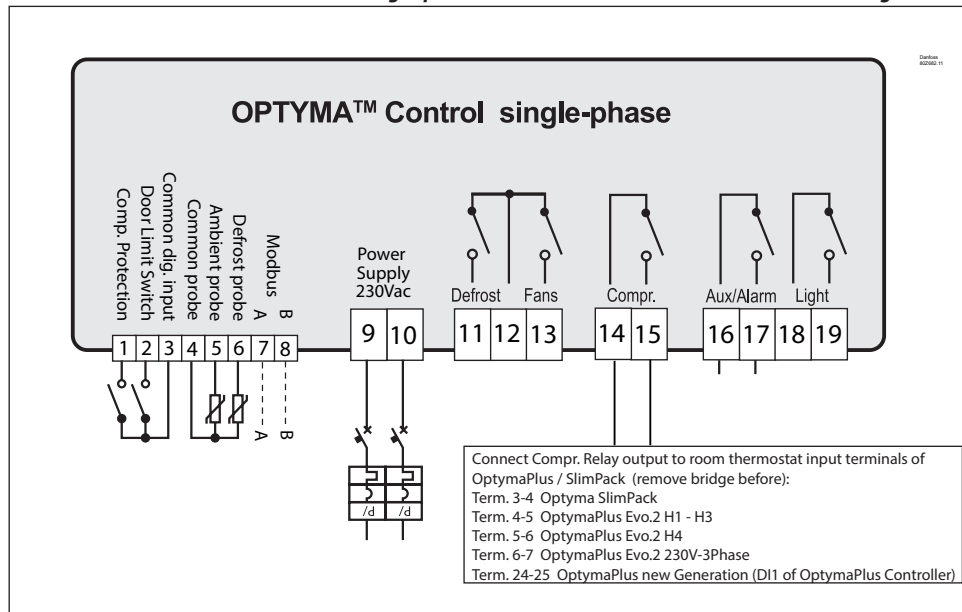 Danfoss
80Z682.11
OPTYMA™ Control single-phase
Comp. Protection
Door Limit Switch
Common dig. input
Common probe
Ambient probe
Defrost probe
Modbus
A
B
Power
Supply
230Vac
Defrost
Fans
Compr.
Aux/Alarm
Light
1 2 3 4 5 6 7 8
9 10
11 12 13
14 15
16 17 18 19
A
B
P/
P/
Connect Compr. Relay output to room thermostat input terminals of
OptymaPlus / SlimPack (remove bridge before):
Term. 3-4 Optyma SlimPack
Term. 4-5 OptymaPlus Evo.2 H1 - H3
Term. 5-6 OptymaPlus Evo.2 H4
Term. 6-7 OptymaPlus Evo.2 230V-3Phase
Term. 24-25 OptymaPlus new Generation (DI1 of OptymaPlus Controller)